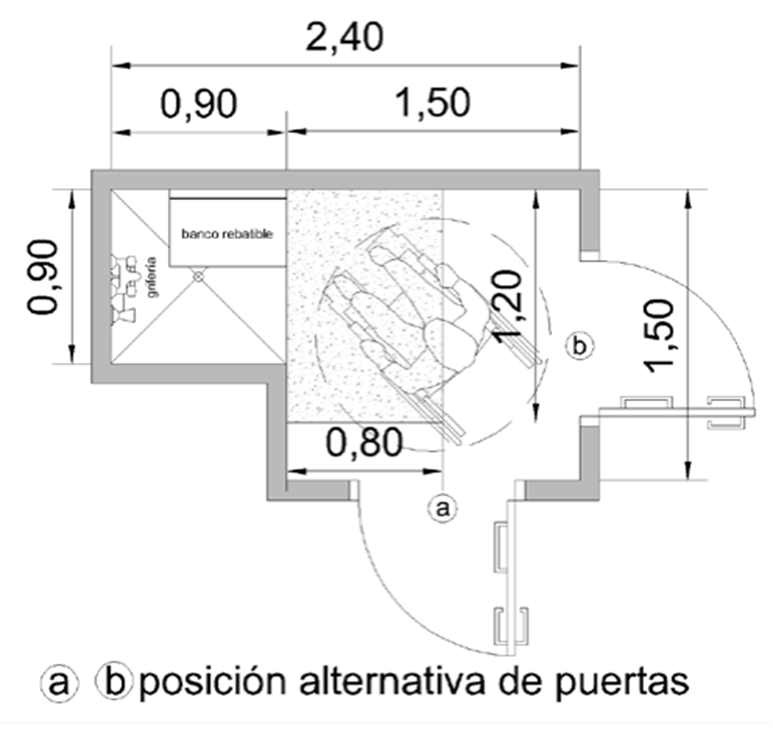 2,40
0,90
1,50
0,90
banco rebatible
grifería
1,20
1,50
b
0,80
a
a b posición alternativa de puertas